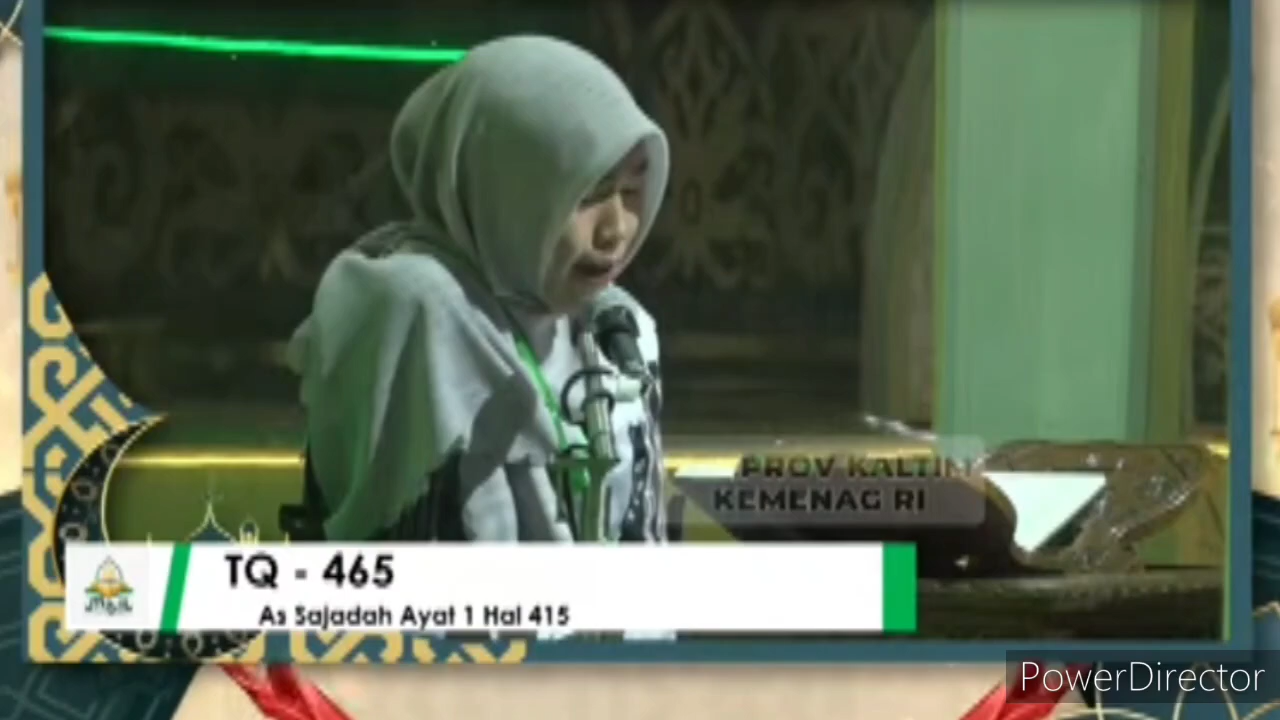 PROV KALTIM
KEMENAG RI
TQ - 465
As Sajadah Ayat 1 Hal 415
PowerDirector